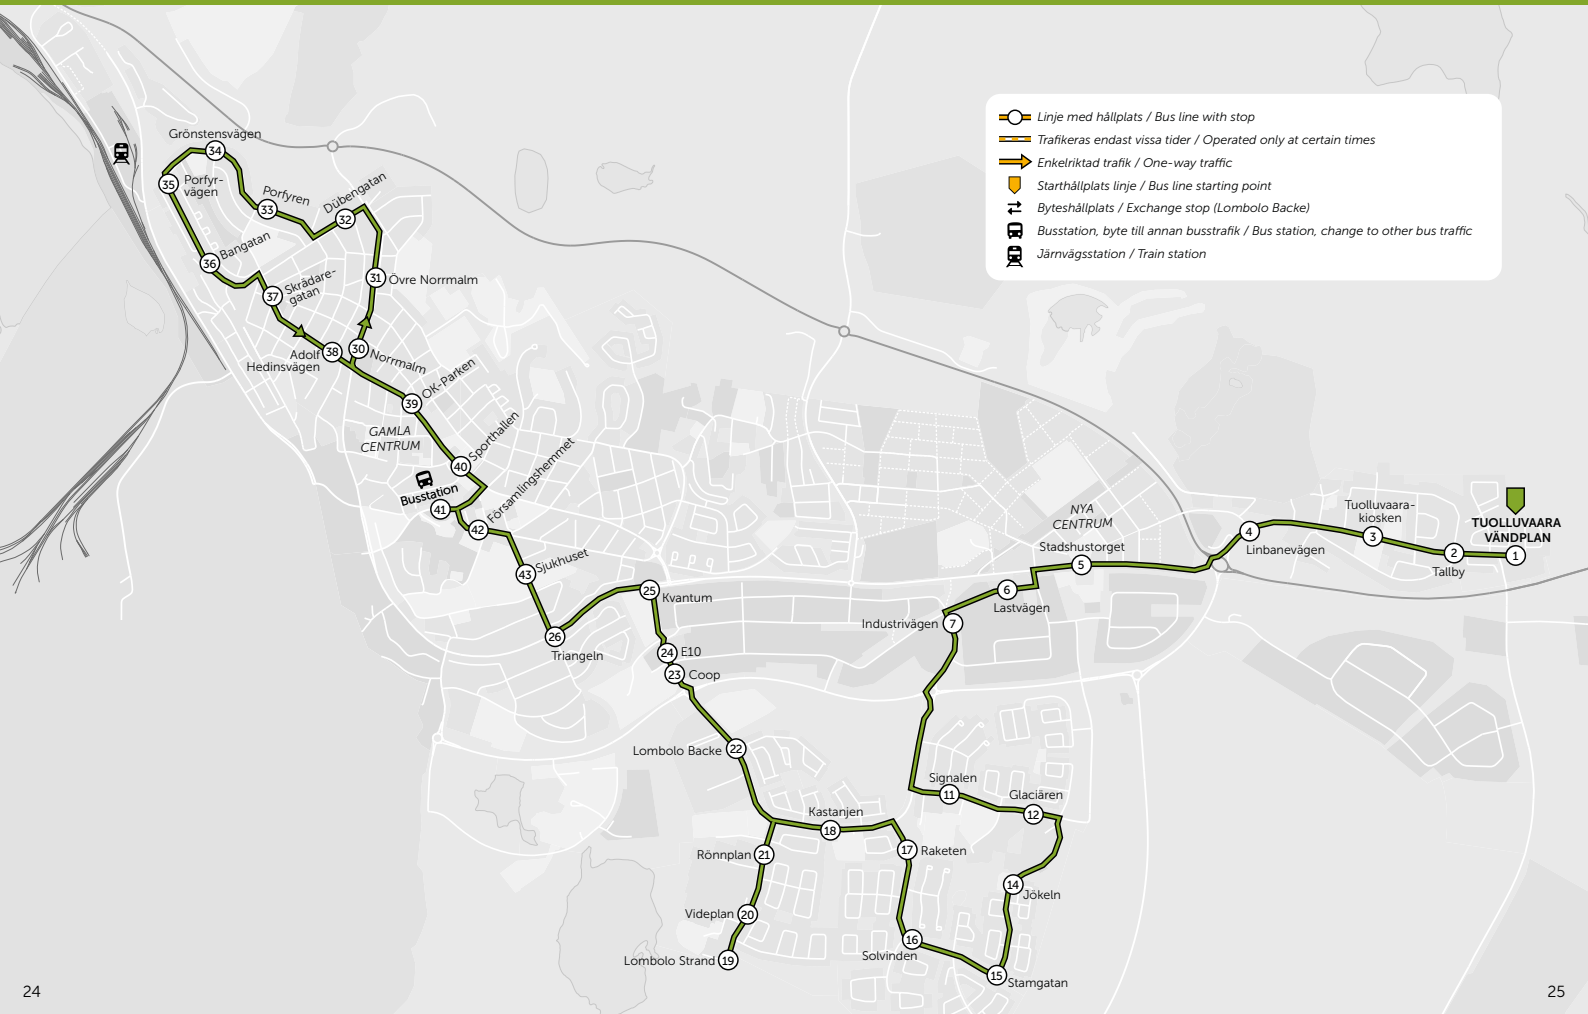 Linje med hållplats / Bus line with stop
Trafikeras endast vissa tider / Operated only at certain times
Enkelriktad trafik / One-way traffic
Starthållplats linje / Bus line starting point
Byteshållplats / Exchange stop (Lombolo Backe)
Busstation, byte till annan busstrafik / Bus station, change to other bus traffic
Järnvägsstation / Train station
Grönstensvägen
34
35
Porfyr-
vägen
Porfyren
33
Dübengatan
32
36
Bangatan
37
Skrädare-
gatan
31
Övre Norrmalm
Adolf
Hedinsvägen
38
30
Norrmalm
39
OK-Parken
GAMLA
CENTRUM
40
Sporthallen
Busstation
41
42
Församlingshemmet
43
Sjukhuset
26
Triangeln
25
Kvantum
24
E10
23
Coop
Lombolo Backe
22
Kastanjen
18
Rönnplan
21
Videplan
20
Lombolo Strand
19
17
Raketen
16
Solvinden
15
Stamgatan
14
Jökeln
Glaciären
12
Signalen
11
Industrivägen
7
6
Lastvägen
NYA
CENTRUM
Stadshustorget
5
4
Linbanevägen
Tuolluvaara-
kiosken
3
2
Tallby
TUOLLUVAARA
VÄNDPLAN
1
24
25